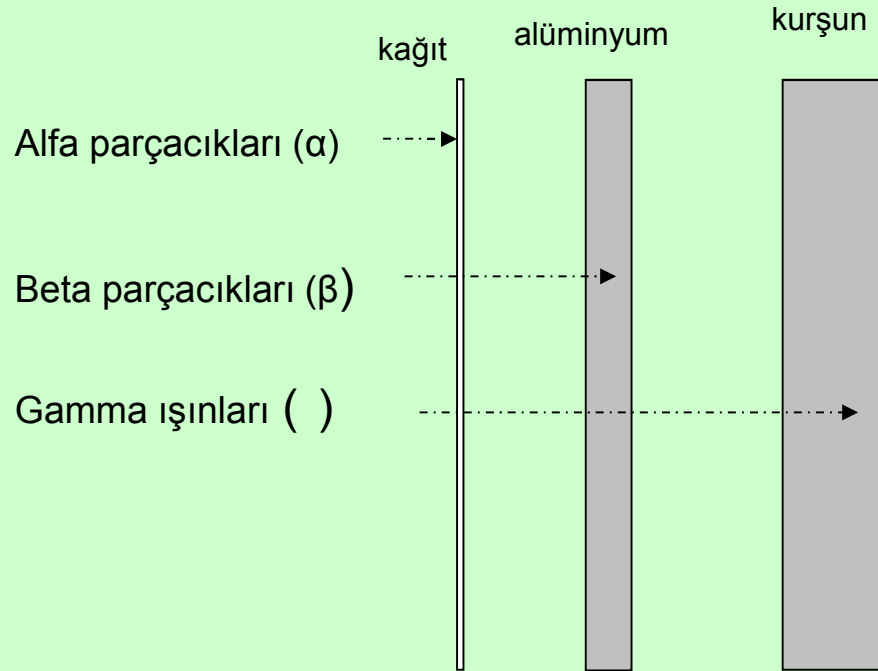 kağıt alüminyum kurşun
Alfa parçacıkları (α)
Beta parçacıkları (β)
Gamma ışınları ( )